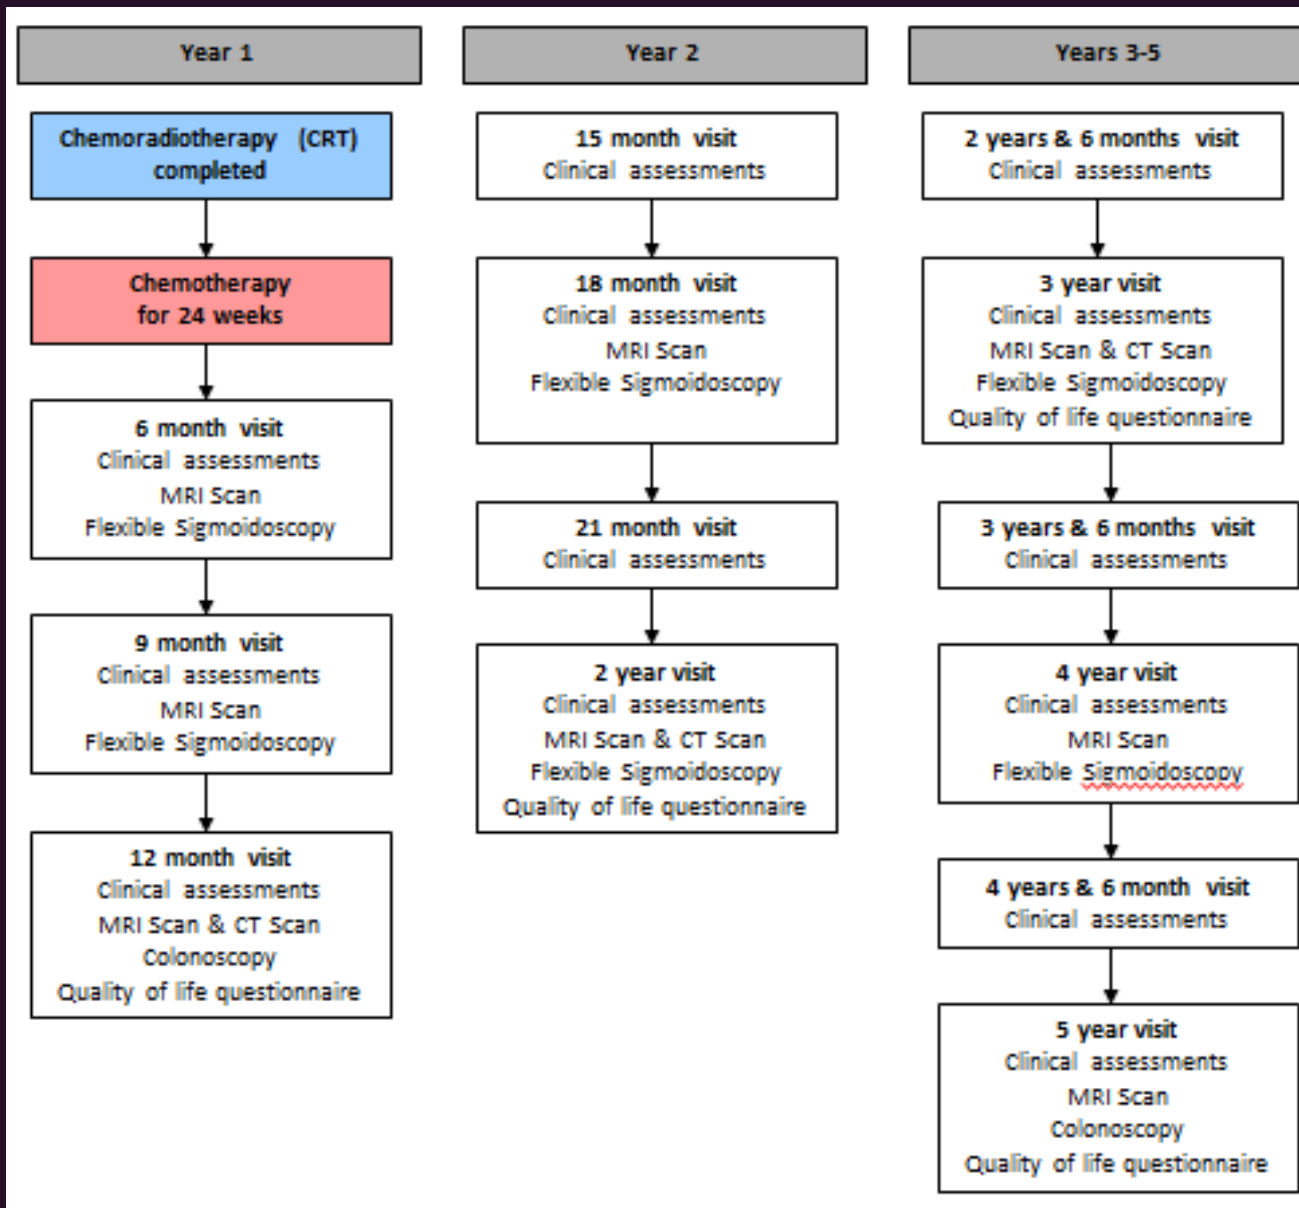 Year 1
Chemoradiotherapy (CRT)
completed
Chemotherapy
for 24 weeks
6 month visit
Clinical assessments
MRI Scan
Flexible Sigmoidoscopy
9 month visit
Clinical assessments
MRI Scan
Flexible Sigmoidoscopy
12 month visit
Clinical assessments
MRI Scan & CT Scan
Colonoscopy
Quality of life questionnaire
Year 2
15 month visit
Clinical assessments
18 month visit
Clinical assessments
MRI Scan
Flexible Sigmoidoscopy
21 month visit
Clinical assessments
2 year visit
Clinical assessments
MRI Scan & CT Scan
Flexible Sigmoidoscopy
Quality of life questionnaire
Years 3-5
2 years & 6 months visit
Clinical assessments
3 year visit
Clinical assessments
MRI Scan & CT Scan
Flexible Sigmoidoscopy
Quality of life questionnaire
3 years & 6 months visit
Clinical assessments
4 year visit
Clinical assessments
MRI Scan
Flexible Sigmoidoscopy
4 years & 6 month visit
Clinical assessments
5 year visit
Clinical assessments
MRI Scan
Colonoscopy
Quality of life questionnaire